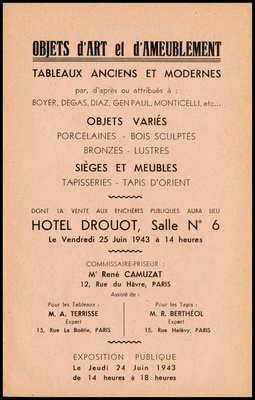 OBJETS d'ART et d'AMEUBLEMENT
TABLEAUX ANCIENS ET MODERNES
par, d'après ou attribués à :
BOYER, DEGAS, DIAZ, GEN PAUL, MONTICELLI, etc...
OBJETS VARIÉS
PORCELAINES - BOIS SCULPTÉS
BRONZES - LUSTRES
SIÈGES ET MEUBLES
TAPISSERIES - TAPIS D'ORIENT
DONT LA VENTE AUX ENCHÈRES PUBLIQUES AURA LIEU
HOTEL DROUOT, Salle N° 6
Le Vendredi 25 Juin 1943 à 14 heures
COMMISSAIRE-PRISEUR :
Mᵉ René CAMUZAT
12, Rue du Hâvre, PARIS
Assisté de :
Pour les Tableaux :
M. A. TERRISSE
Expert
15, Rue La Boëtie, PARIS
Pour les Tapis :
M. R. BERTHÉOL
Expert
15, Rue Halévy, PARIS
EXPOSITION PUBLIQUE
Le Jeudi 24 Juin 1943
de 14 heures à 18 heures